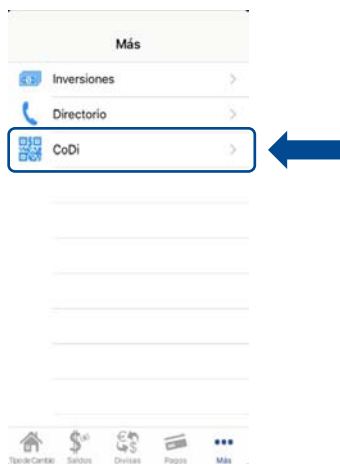 Más
Inversiones
Directorio
CoDi
Tipo de Cambio Saldos Divisas Pagos Más